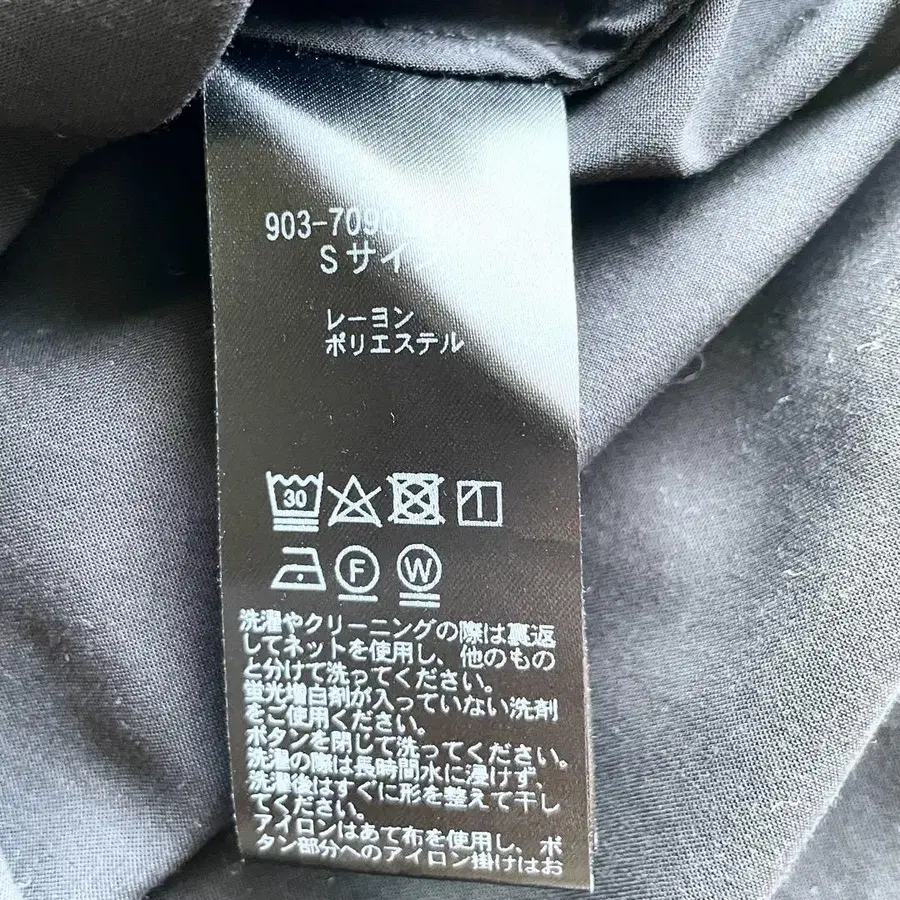 903-7090
Sサイズ
レーヨン
ポリエステル
30
F W
洗濯やクリーニングの際は裏返
してネットを使用し、他のもの
と分けて洗ってください。
蛍光増白剤が入っていない洗剤
をご使用ください。
ボタンを閉じて洗ってください。
洗濯の際は長時間水に浸けず、
洗濯後はすぐに形を整えて干し
てください。
アイロンはあて布を使用し、ボ
タン部分へのアイロン掛けはお